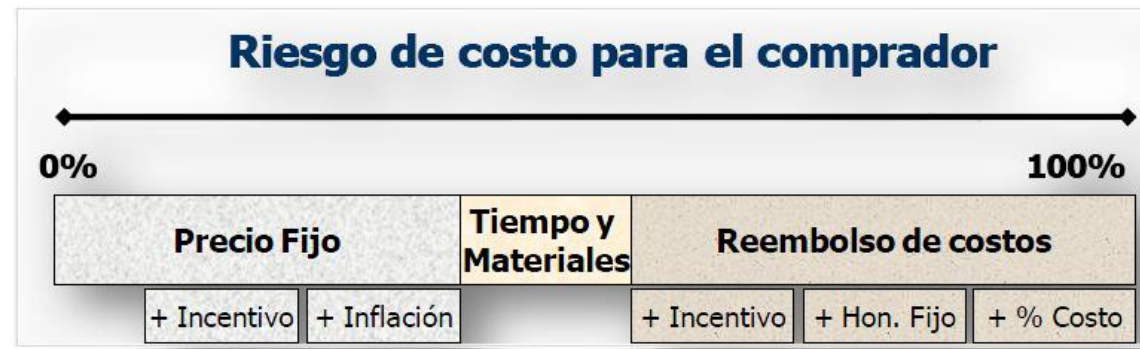 Riesgo de costo para el comprador
0% 100%
Precio Fijo
Tiempo y
Materiales
Reembolso de costos
+ Incentivo + Inflación + Incentivo + Hon. Fijo + % Costo